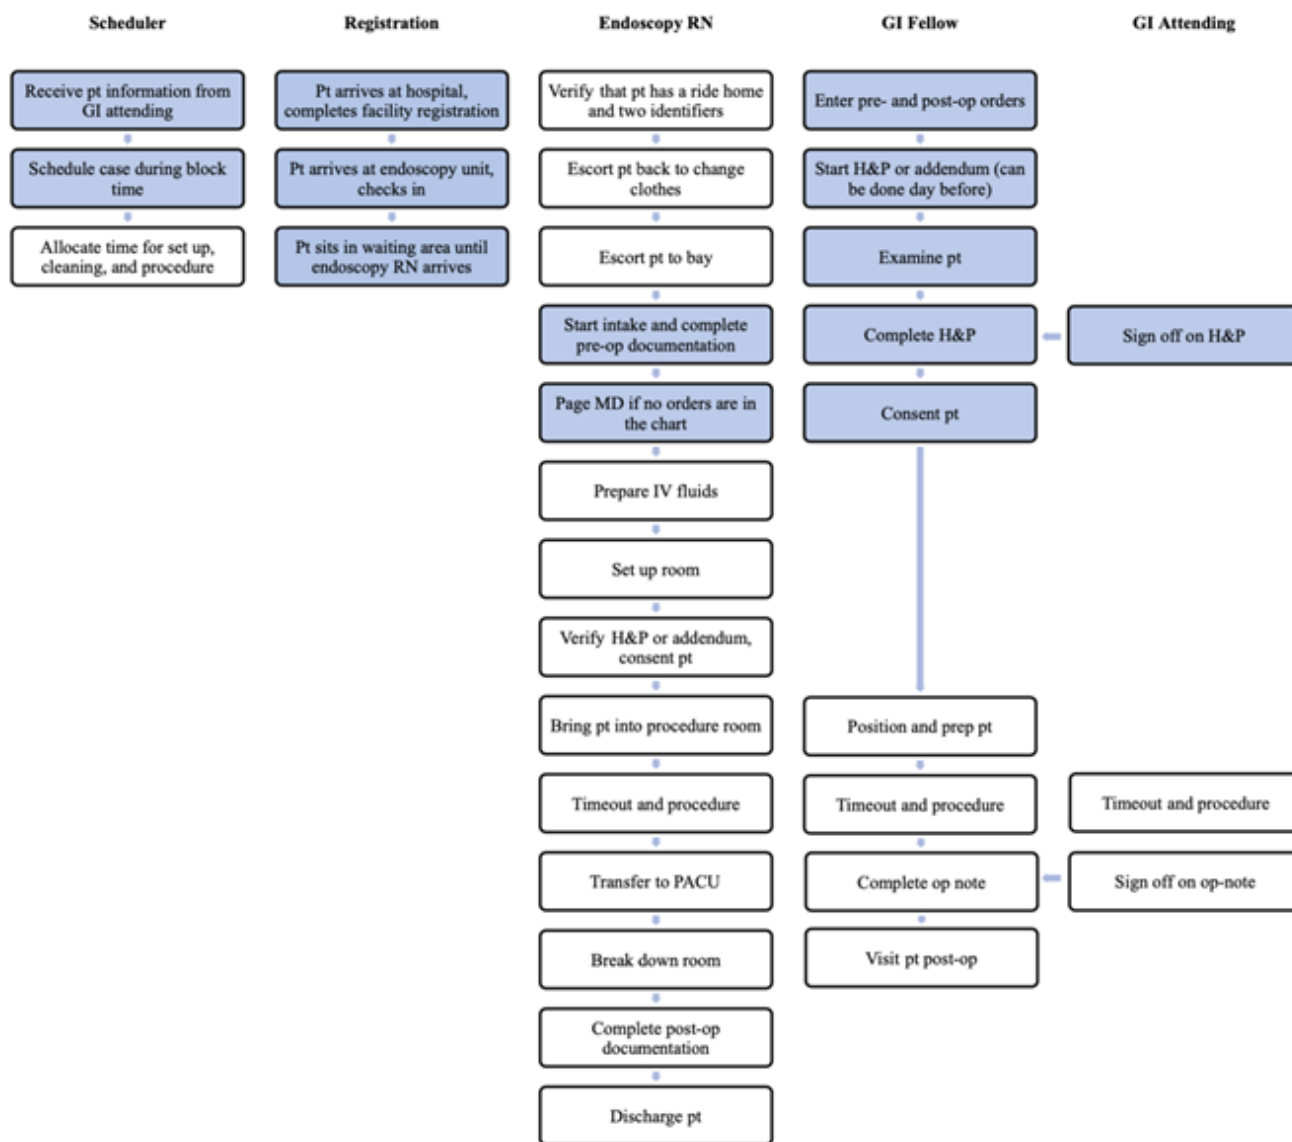 Scheduler
Registration
Endoscopy RN
GI Fellow
GI Attending
Receive pt information from
GI attending
Schedule case during block
time
Allocate time for set up,
cleaning, and procedure
Pt arrives at hospital,
completes facility registration
Pt arrives at endoscopy unit,
checks in
Pt sits in waiting area until
endoscopy RN arrives
Verify that pt has a ride home
and two identifiers
Escort pt back to change
clothes
Escort pt to bay
Start intake and complete
pre-op documentation
Page MD if no orders are in
the chart
Prepare IV fluids
Set up room
Verify H&P or addendum,
consent pt
Bring pt into procedure room
Timeout and procedure
Transfer to PACU
Break down room
Complete post-op
documentation
Discharge pt
Enter pre- and post-op orders
Start H&P or addendum (can
be done day before)
Examine pt
Complete H&P
Consent pt
Position and prep pt
Timeout and procedure
Complete op note
Visit pt post-op
Sign off on H&P
Timeout and procedure
Sign off on op-note